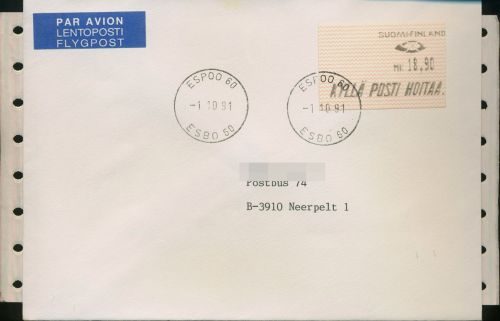 PAR AVION
LENTOPOSTI
FLYGPOST
SUOMI-FINLAND
MK 18,90
KYLLÄ POSTI HOITAA.
ESPOO 60
-1 10 91
ESBO 60
ESPOO 60
-1 10 91
ESBO 60
Postbus 74
B-3910 Neerpelt 1